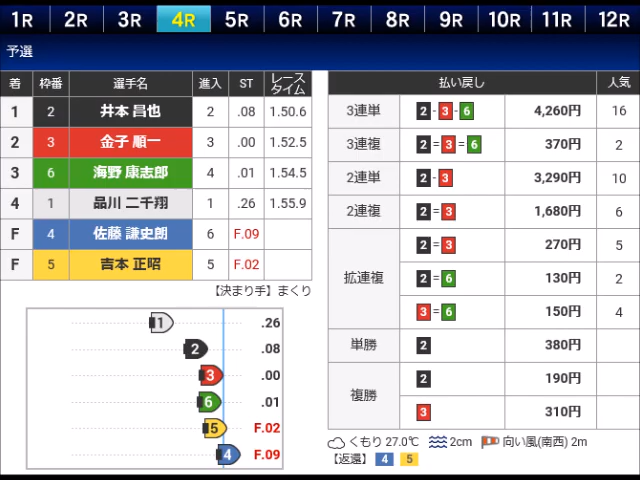 1R 2R 3R 4R 5R 6R 7R 8R 9R 10R 11R 12R
予選
着 枠番 選手名 進入 ST レースタイム
1 2 井本 昌也 2 .08 1.50.6
2 3 金子 順一 3 .00 1.52.5
3 6 海野 康志郎 4 .01 1.54.5
4 1 品川 二千翔 1 .26 1.55.9
F 4 佐藤 謙史朗 6 F.09
F 5 吉本 正昭 5 F.02
【決まり手】まくり
1 .26
2 .08
3 .00
6 .01
5 F.02
4 F.09
払い戻し 人気
3連単 2-3-6 4,260円 16
3連複 2=3=6 370円 2
2連単 2-3 3,290円 10
2連複 2=3 1,680円 6
拡連複 2=3 270円 5
2=6 130円 2
3=6 150円 4
単勝 2 380円
複勝 2 190円
3 310円
くもり 27.0℃ 2cm 向い風(南西) 2m
【返還】 4 5